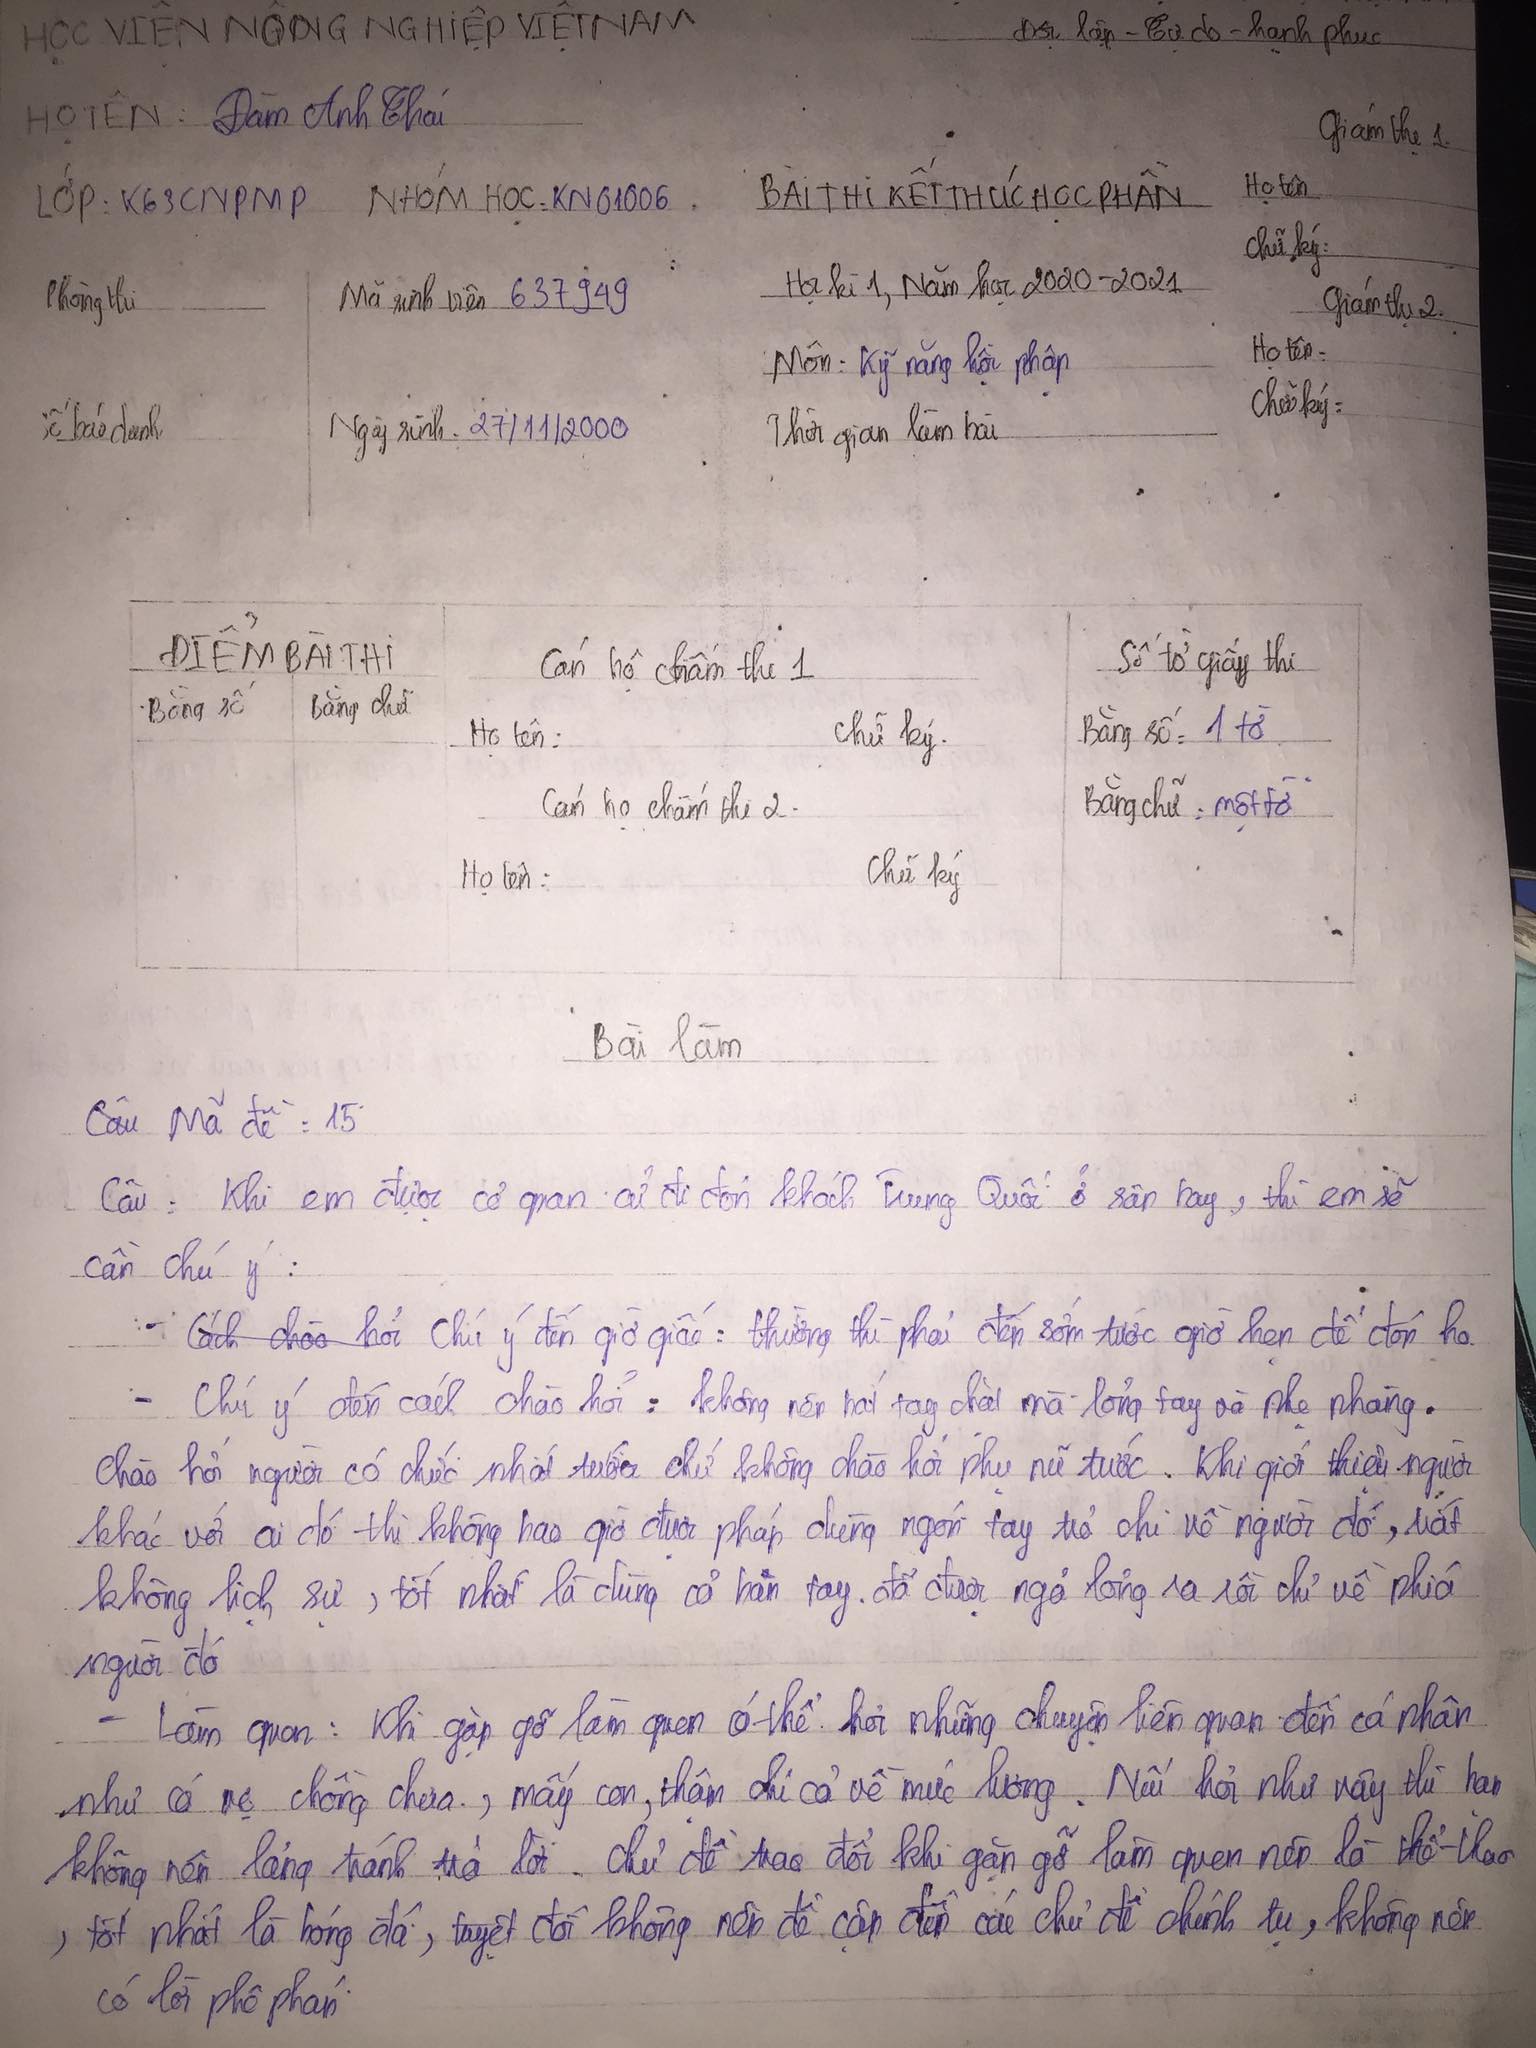 HỌC VIỆN NÔNG NGHIỆP VIỆT NAM
Độc lập - Tự do - hạnh phúc
HỌ TÊN: Đàm Anh Thái
Giám thị 1.
LỚP: K63CNPMP NHÓM HỌC: KN01006.
BÀI THI KẾT THÚC HỌC PHẦN
Họ tên
Chữ ký:
Phòng thi
Mã sinh viên 637949
Học kì 1, Năm học 2020-2021
Giám thị 2.
Môn: Kỹ năng hội nhập
Họ tên:
Chữ ký:
Số báo danh
Ngày sinh: 27/11/2000
Thời gian làm bài
ĐIỂM BÀI THI
Cán bộ chấm thi 1
Số tờ giấy thi
Bằng số
Bằng chữ
Họ tên:
Chữ ký.
Bằng số: 1 tờ
Cán bộ chấm thi 2.
Bằng chữ: một tờ
Họ tên:
Chữ ký
Bài làm
Câu Mã đề: 15
Câu: Khi em được cơ quan cử đi đón khách Trung Quốc ở sân bay, thì em sẽ
cần chú ý:
- Cách chào hỏi Chú ý đến giờ giấc: thường thì phải đến sớm trước giờ hẹn để đón họ.
- Chú ý đến cách chào hỏi: không nên bắt tay chặt mà lỏng tay và nhẹ nhàng.
Chào hỏi người có chức nhất trước chứ không chào hỏi phụ nữ trước. Khi giới thiệu người
khác với ai đó thì không bao giờ được phép dùng ngón tay trỏ chỉ về người đó, rất
không lịch sự, tốt nhất là dùng cả bàn tay đã được ngả lỏng ra rồi chỉ về phía
người đó
- Làm quen: Khi gặp gỡ làm quen có thể hỏi những chuyện liên quan đến cá nhân
như có vợ chồng chưa, mấy con, thậm chí cả về mức lương. Nếu hỏi như vậy thì bạn
không nên lảng tránh trả lời. Chủ đề trao đổi khi gặp gỡ làm quen nên là thể thao
, tốt nhất là bóng đá, tuyệt đối không nên đề cập đến các chủ đề chính trị, không nên
có lời phê phán.